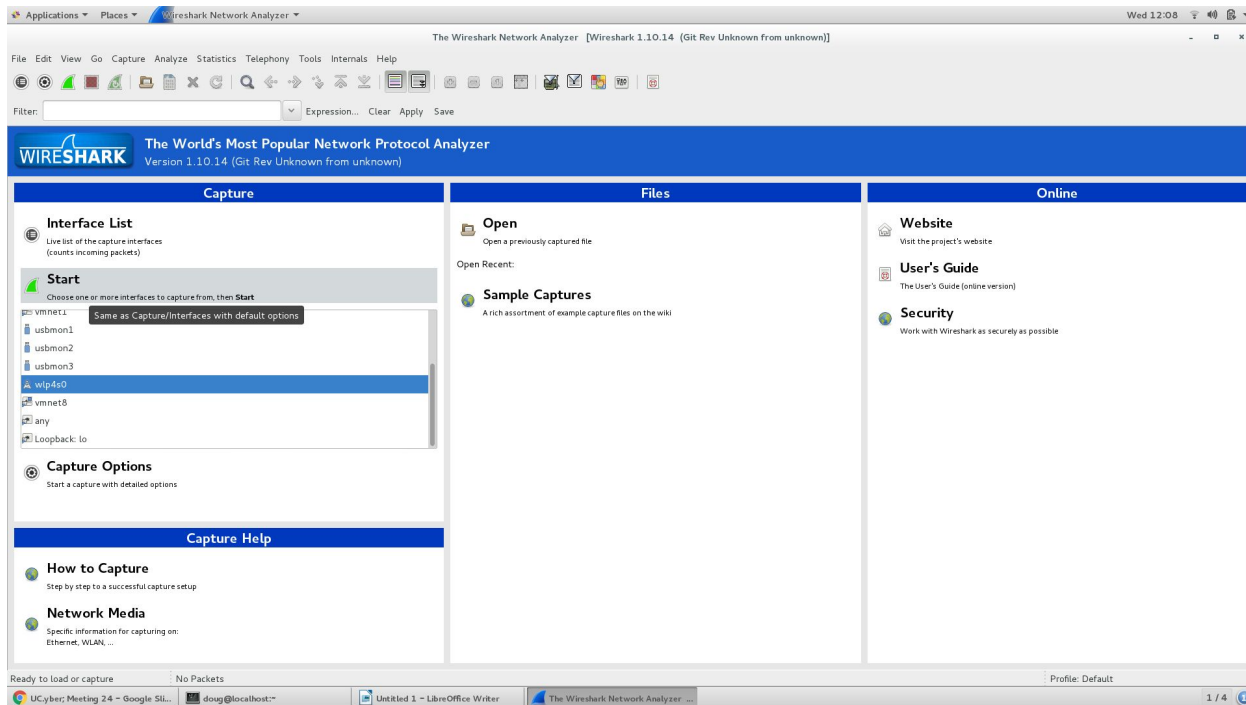 Applications Places Wireshark Network Analyzer Wed 12:08
The Wireshark Network Analyzer [Wireshark 1.10.14 (Git Rev Unknown from unknown)]
File Edit View Go Capture Analyze Statistics Telephony Tools Internals Help
Filter: Expression... Clear Apply Save
WIRESHARK
The World's Most Popular Network Protocol Analyzer
Version 1.10.14 (Git Rev Unknown from unknown)
Capture
Interface List
Live list of the capture interfaces
(counts incoming packets)
Start
Choose one or more interfaces to capture from, then Start
vmnet1
Same as Capture/Interfaces with default options
usbmon1
usbmon2
usbmon3
wlp4s0
vmnet8
any
Loopback: lo
Capture Options
Start a capture with detailed options
Capture Help
How to Capture
Step by step to a successful capture setup
Network Media
Specific information for capturing on:
Ethernet, WLAN, ...
Files
Open
Open a previously captured file
Open Recent:
Sample Captures
A rich assortment of example capture files on the wiki
Online
Website
Visit the project's website
User's Guide
The User's Guide (online version)
Security
Work with Wireshark as securely as possible
Ready to load or capture No Packets Profile: Default
UC.yber; Meeting 24 – Google Sli... doug@localhost:~ Untitled 1 – LibreOffice Writer The Wireshark Network Analyzer ... 1 / 4